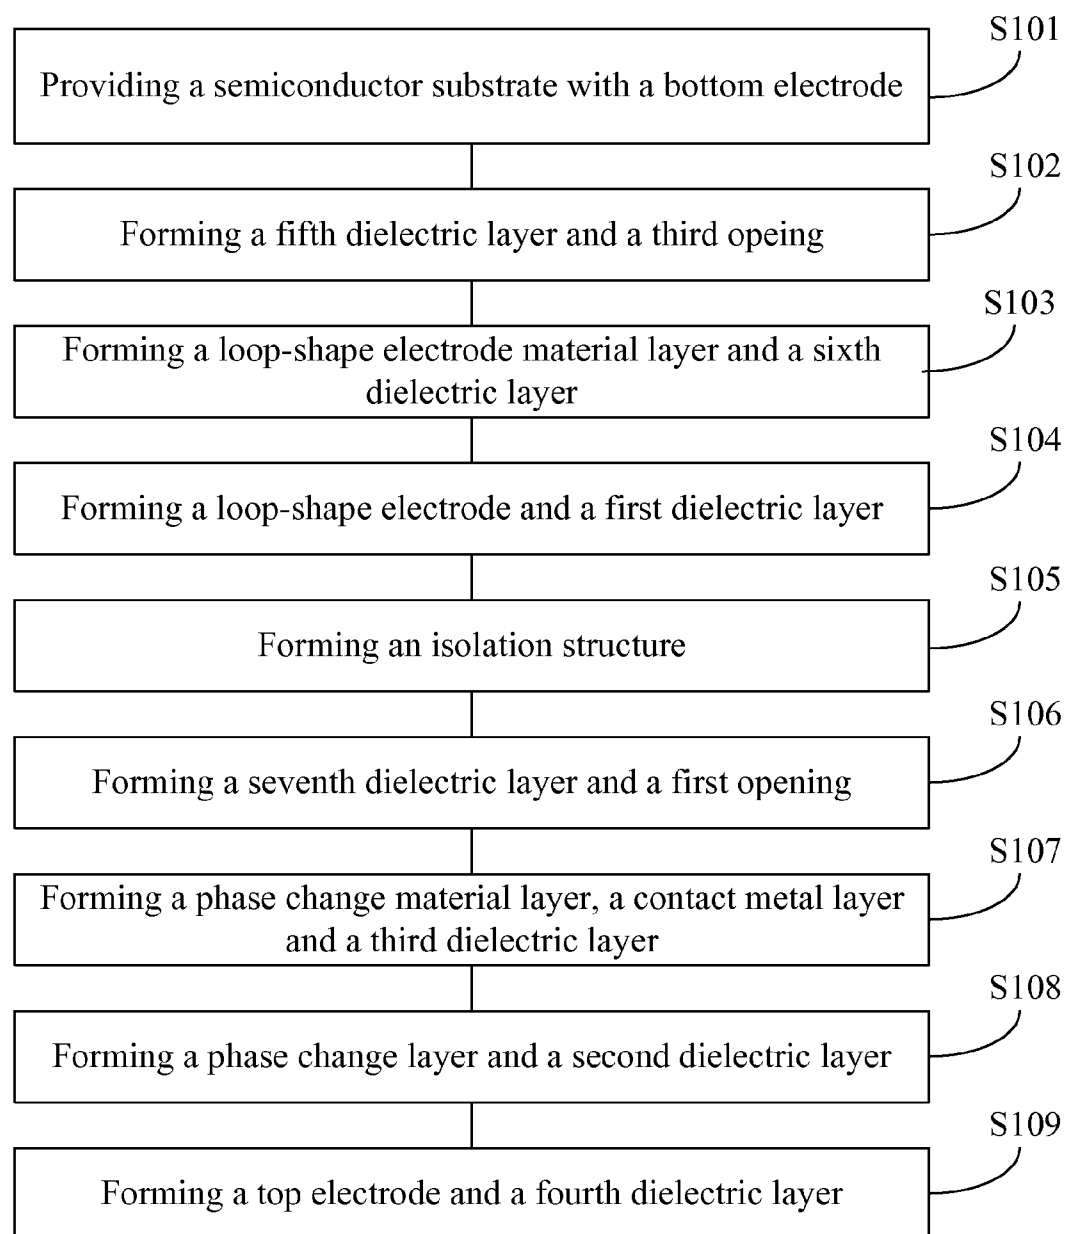 S101
Providing a semiconductor substrate with a bottom electrode
S102
Forming a fifth dielectric layer and a third opeing
S103
Forming a loop-shape electrode material layer and a sixth
dielectric layer
S104
Forming a loop-shape electrode and a first dielectric layer
S105
Forming an isolation structure
S106
Forming a seventh dielectric layer and a first opening
S107
Forming a phase change material layer, a contact metal layer
and a third dielectric layer
S108
Forming a phase change layer and a second dielectric layer
S109
Forming a top electrode and a fourth dielectric layer